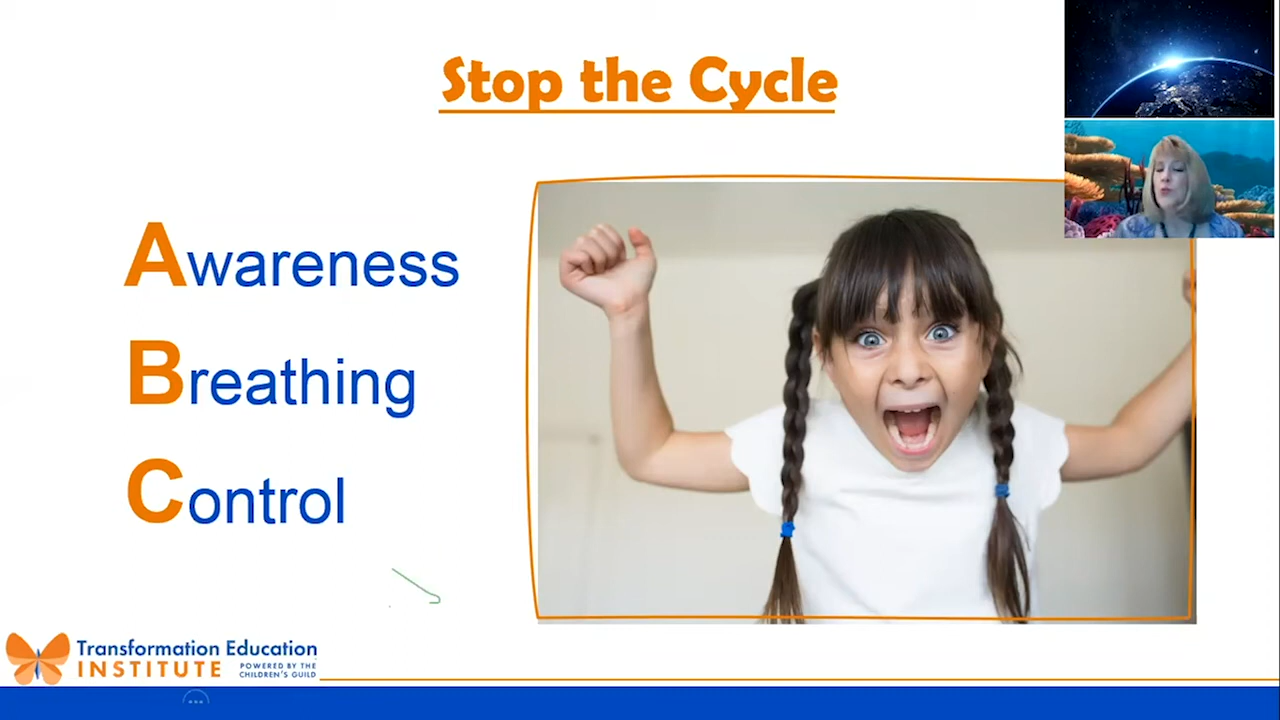 Stop the Cycle
Awareness
Breathing
Control
Transformation Education
INSTITUTE
POWERED BY THE
CHILDREN'S GUILD